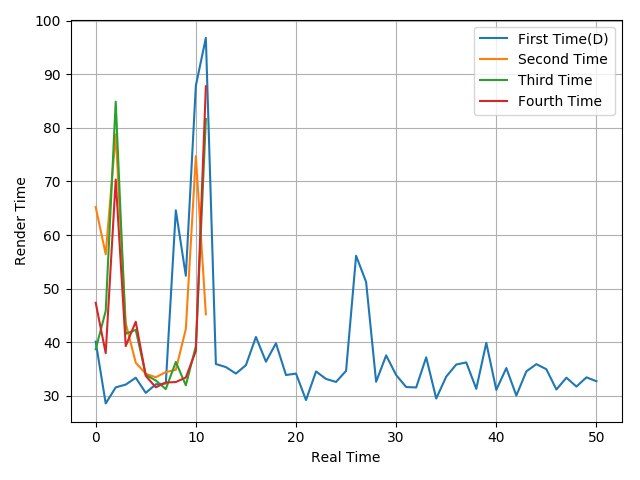 100
90
80
70
60
50
40
30
Render Time
0
10
20
30
40
50
Real Time
First Time(D)
Second Time
Third Time
Fourth Time